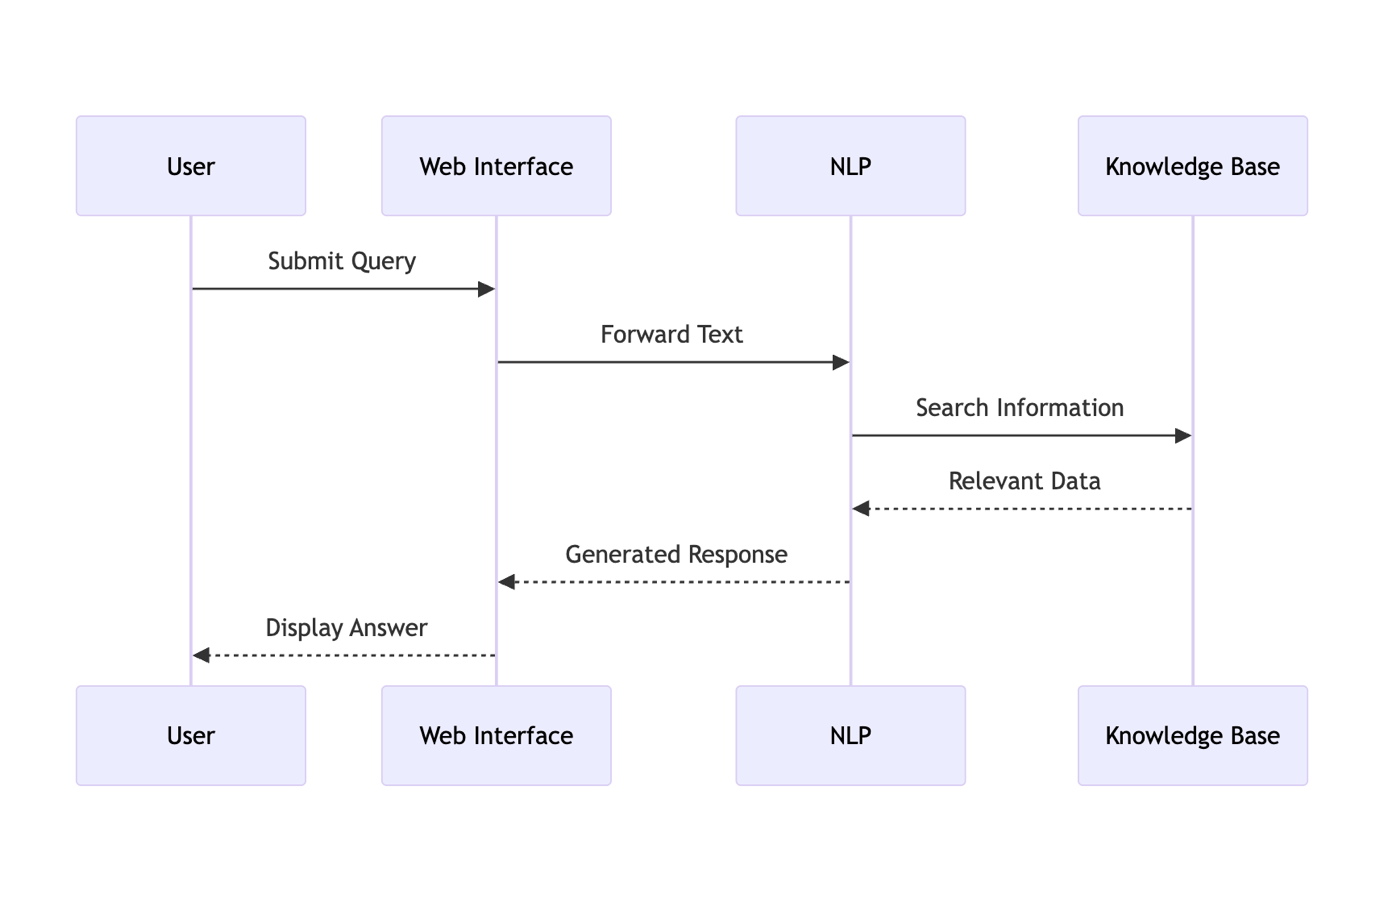 User
Web Interface
NLP
Knowledge Base
Submit Query
Forward Text
Search Information
Relevant Data
Generated Response
Display Answer
User
Web Interface
NLP
Knowledge Base